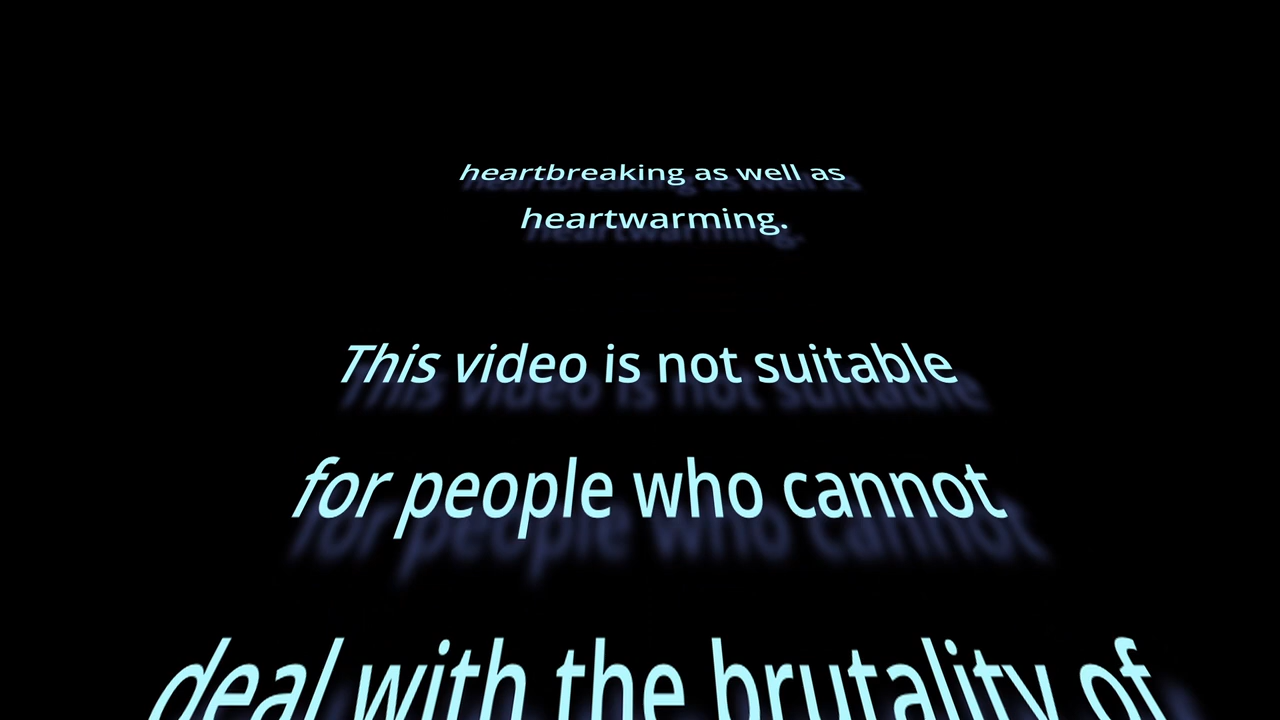 heartbreaking as well as
heartwarming.
This video is not suitable
for people who cannot
deal with the brutality of